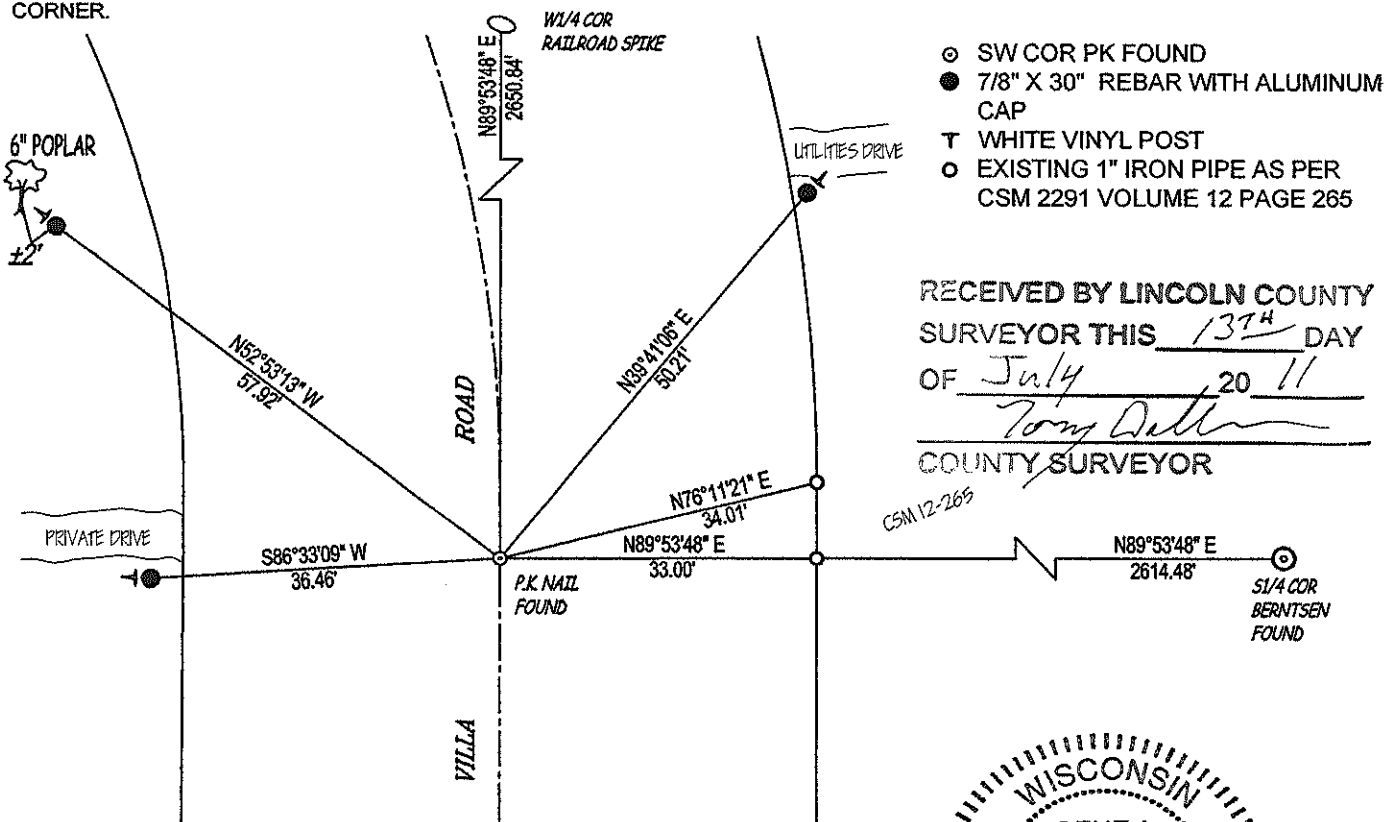 CORNER.
W1/4 COR
RAILROAD SPIKE
N89°53'48" E
2650.84'
⊙ SW COR PK FOUND
● 7/8" X 30" REBAR WITH ALUMINUM
CAP
WHITE VINYL POST
O EXISTING 1" IRON PIPE AS PER
CSM 2291 VOLUME 12 PAGE 265
6" POPLAR
±2'
UTILITIES DRIVE
N52°53'13" W
57.92'
ROAD
N39°41'06" E
50.21'
RECEIVED BY LINCOLN COUNTY
SURVEYOR THIS 13TH DAY
OF July 20 11
Tony Dall
COUNTY SURVEYOR
CSM 12-265
N76°11'21" E
34.01'
PRIVATE DRIVE
S86°33'09" W
36.46'
P.K. NAIL
FOUND
N89°53'48" E
33.00'
N89°53'48" E
2614.48'
S1/4 COR
BERNTSEN
FOUND
VILLA
WISCONSIN